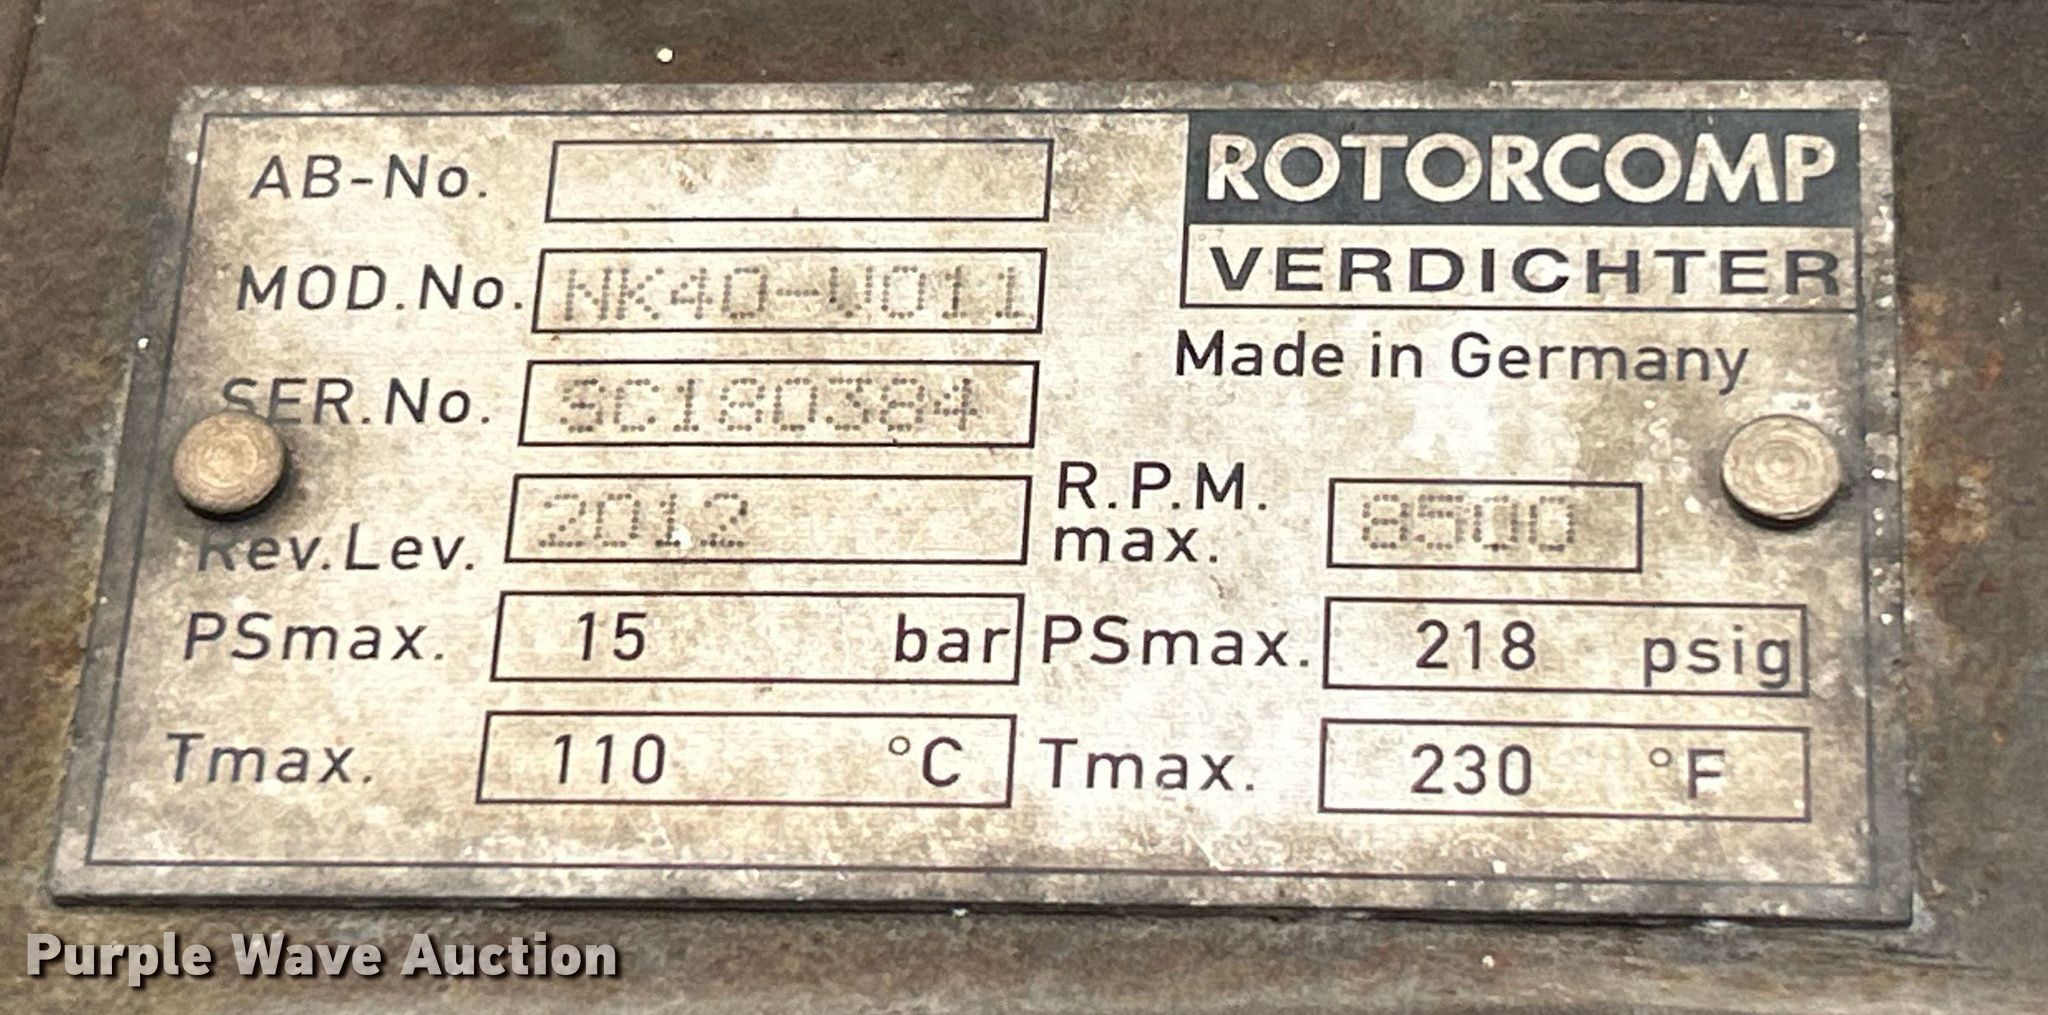 ROTORCOMP
VERDICHTER
Made in Germany
AB-No.
MOD.No. NK40-U011
SER.No. SC180384
Rev.Lev. 2012
R.P.M. max. 8500
PSmax. 15 bar PSmax. 218 psig
Tmax. 110 °C Tmax. 230 °F
Purple Wave Auction